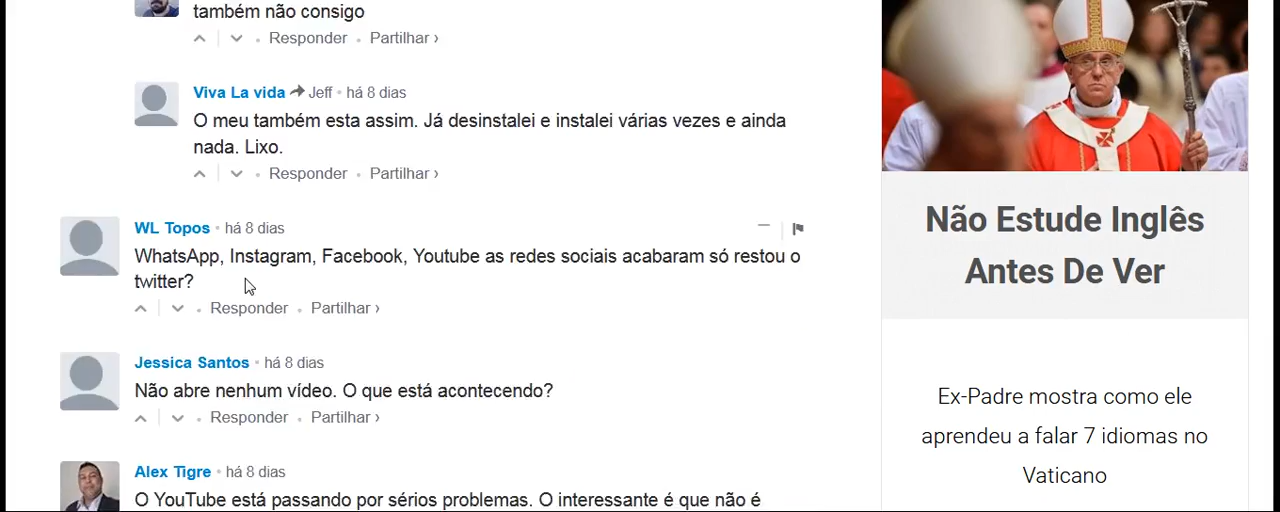 também não consigo
Responder Partilhar ›
Viva La vida Jeff • há 8 dias
O meu também esta assim. Já desinstalei e instalei várias vezes e ainda
nada. Lixo.
Responder Partilhar ›
WL Topos • há 8 dias
WhatsApp, Instagram, Facebook, Youtube as redes sociais acabaram só restou o
twitter?
Responder Partilhar ›
Jessica Santos • há 8 dias
Não abre nenhum vídeo. O que está acontecendo?
Responder Partilhar ›
Alex Tigre • há 8 dias
O YouTube está passando por sérios problemas. O interessante é que não é
Não Estude Inglês
Antes De Ver
Ex-Padre mostra como ele
aprendeu a falar 7 idiomas no
Vaticano